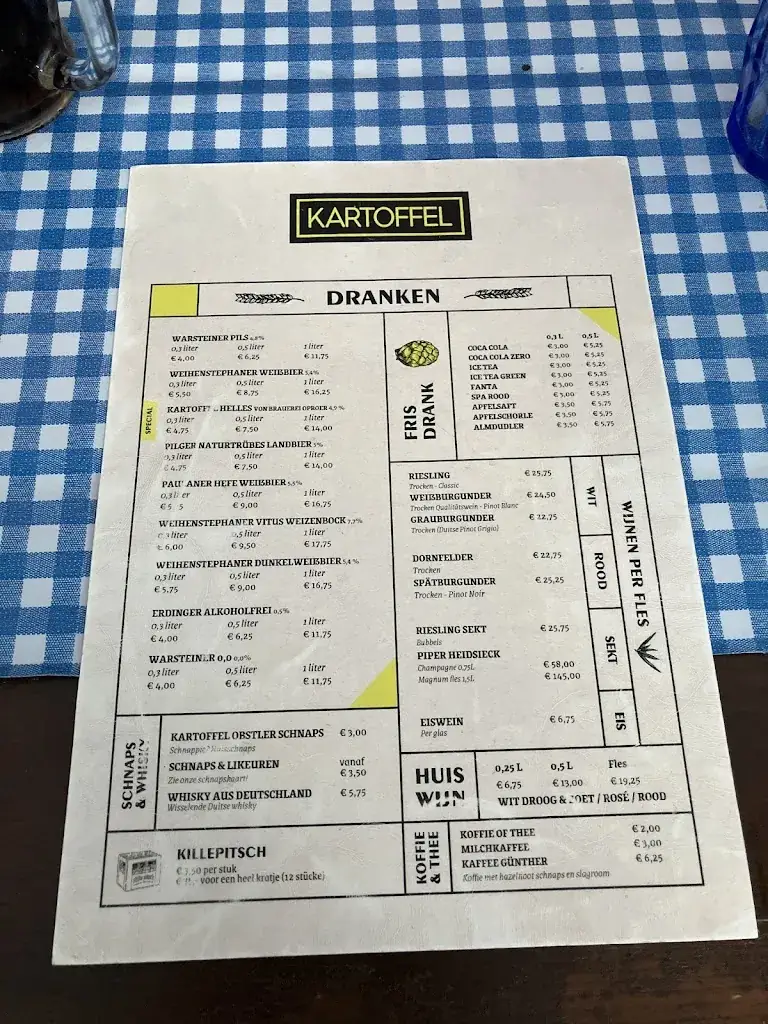 KARTOFFEL
DRANKEN
WARSTEINER PILS 4,8%
0,3 liter 0,5 liter 1 liter
€ 4,00 € 6,25 € 11,75
WEIHENSTEPHANER WEIßBIER 5,4%
0,3 liter 0,5 liter 1 liter
€ 5,50 € 8,75 € 16,25
SPECIAL
HELLES VON BRAUEREI OPROER 4,9 %
0,3 liter 0,5 liter 1 liter
€ 4,75 € 7,50 € 14,00
PILGER NATURTRÜBES LANDBIER 5%
0,3 liter 0,5 liter 1 liter
4,75 € 7,50 € 14,00
HEFE WEIßBIER 5,5%
0,5 liter 1 liter
€ 9,00 € 16,75
WEIHENSTEPHANER VITUS WEIZENBOCK 7,7%
liter ,5 liter 1 liter
€ 6,00 € 9,50 € 17,75
WEIHENSTEPHANER DUNKELWEIßBIER 5,4 %
0,3 liter 0,5 liter 1 liter
€ 5,75 € 9,00 € 16,75
ERDINGER ALKOHOLFREI 0,5%
0,3 liter 0,5 liter 1 liter
€ 4,00 € 6,25 € 11,75
WARSTEINER 0,0 0,0%
0,3 liter 0,5 liter 1 liter
€ 4,00 € 6,25 € 11,75
FRIS
DRANK
0,3 L 0,5 L
COCA COLA € 3,00 € 5,25
COCA COLA ZERO € 3,00 € 5,25
ICE TEA € 3,00 € 5,25
ICE TEA GREEN € 3,00 € 5,25
FANTA € 3,00 € 5,25
SPA ROOD € 3,00 € 5,25
APFELSAFT € 3,50 € 5,75
APFELSCHORLE € 3,50 € 5,75
ALMDUDLER € 3,50 € 5,75
WIJNEN PER FLES
WIT
RIESLING € 25,75
Trocken - Classic
WEIßBURGUNDER € 24,50
Trocken Qualitätswein - Pinot Blanc
GRAUBURGUNDER € 22,75
Trocken (Duitse Pinot Grigio)
ROOD
DORNFELDER € 22,75
Trocken
SPÄTBURGUNDER € 25,25
Trocken - Pinot Noir
SEKT
RIESLING SEKT € 25,75
Bubbels
PIPER HEIDSIECK
Champagne 0,75L € 58,00
Magnum fles 1,5L € 145,00
EIS
EISWEIN € 6,75
Per glas
SCHNAPS
& WHISKY
KARTOFFEL OBSTLER SCHNAPS € 3,00
Schnappie!
SCHNAPS & LIKEUREN vanaf
Zie onze schnapskaart! € 3,50
WHISKY AUS DEUTSCHLAND € 5,75
Wisselende Duitse whisky
HUIS
WIJN
0,25 L 0,5 L Fles
€ 6,75 € 13,00 € 19,25
WIT DROOG & ZOET / ROSÉ / ROOD
KILLEPITSCH
€ 3,50 per stuk
voor een heel kratje (12 stücke)
KOFFIE
& THEE
KOFFIE OF THEE € 2,00
MILCHKAFFEE € 3,00
KAFFEE GÜNTHER € 6,25
Koffie met hazelnoot schnaps en slagroom